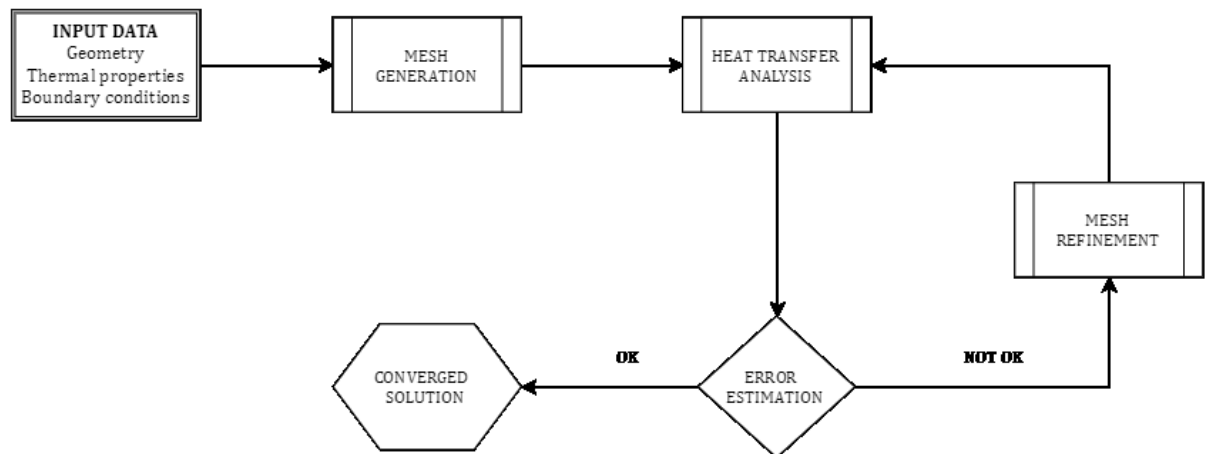 INPUT DATA
Geometry
Thermal properties
Boundary conditions
MESH
GENERATION
HEAT TRANSFER
ANALYSIS
MESH
REFINEMENT
CONVERGED
SOLUTION
OK
ERROR
ESTIMATION
NOT OK